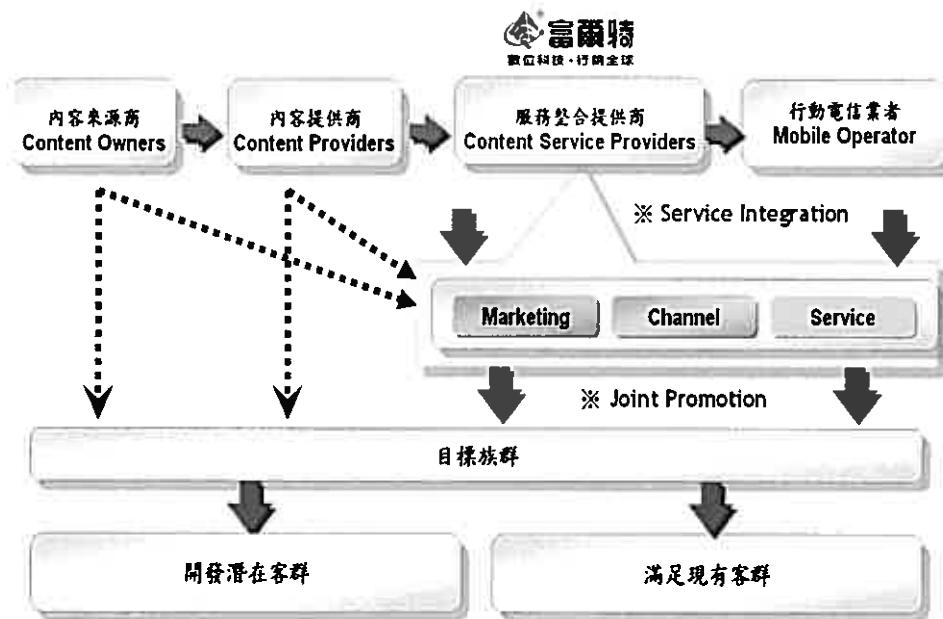 富爾特
數位科技・行銷全球
內容來源商
Content Owners
內容提供商
Content Providers
服務整合提供商
Content Service Providers
行動電信業者
Mobile Operator
※ Service Integration
Marketing
Channel
Service
※ Joint Promotion
目標族群
開發潛在客群
滿足現有客群